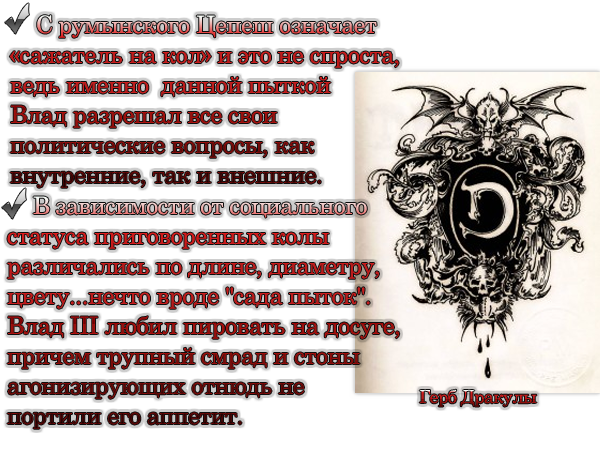 С румынского Цепеш означает
«сажатель на кол» и это не спроста,
ведь именно данной пыткой
Влад разрешал все свои
политические вопросы, как
внутренние, так и внешние.
В зависимости от социального
статуса приговоренных колы
различались по длине, диаметру,
цвету...нечто вроде "сада пыток".
Влад III любил пировать на досуге,
причем трупный смрад и стоны
агонизирующих отнюдь не
портили его аппетит.
D
Герб Дракулы